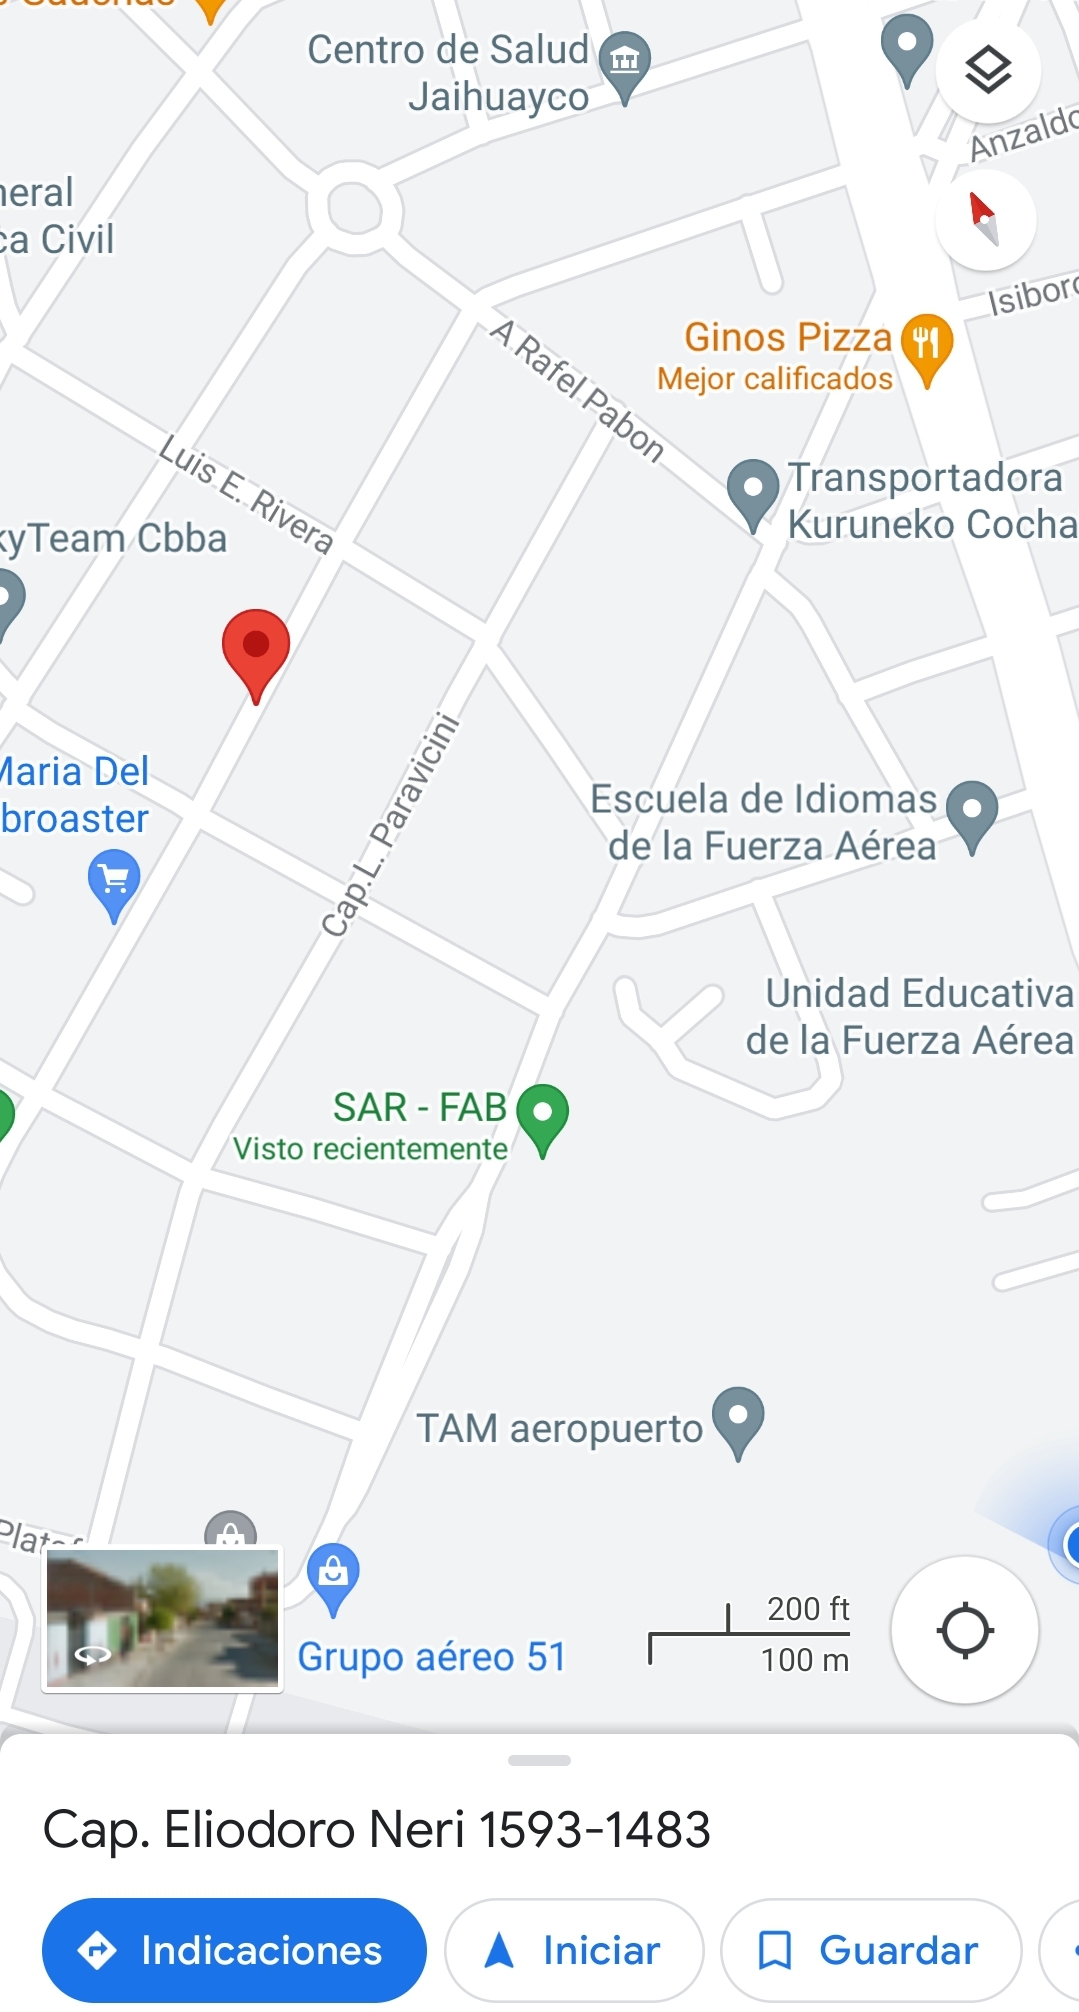 Centro de Salud
Jaihuayco
Anzaldo
neral
ca Civil
Isiboro
A Rafel Pabon
Ginos Pizza
Mejor calificados
Luis E. Rivera
Transportadora
Kuruneko Cocha
kyTeam Cbba
Cap.L. Paravicini
Maria Del
broaster
Escuela de Idiomas
de la Fuerza Aérea
Unidad Educativa
de la Fuerza Aérea
SAR - FAB
Visto recientemente
TAM aeropuerto
200 ft
100 m
Grupo aéreo 51
Cap. Eliodoro Neri 1593-1483
Indicaciones
Iniciar
Guardar